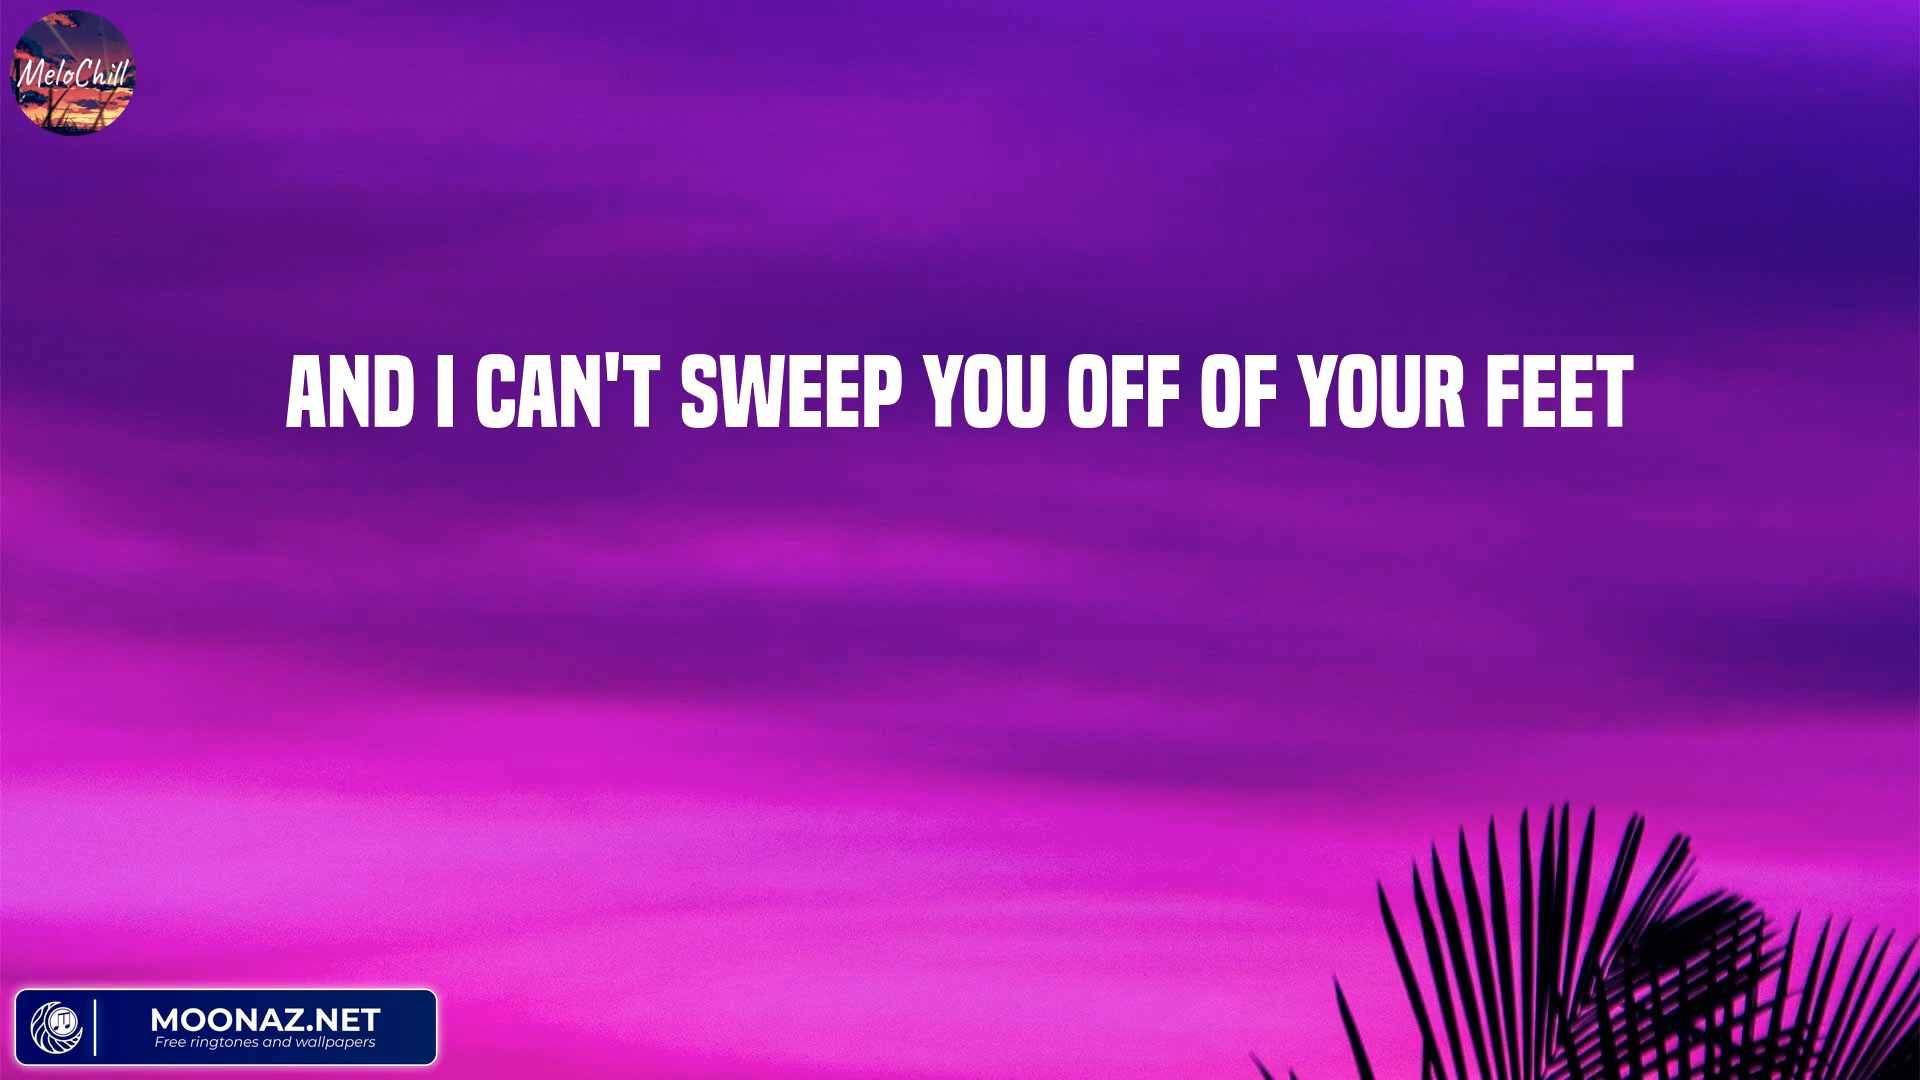 MeloChill
AND I CAN'T SWEEP YOU OFF OF YOUR FEET
MOONAZ.NET
Free ringtones and wallpapers